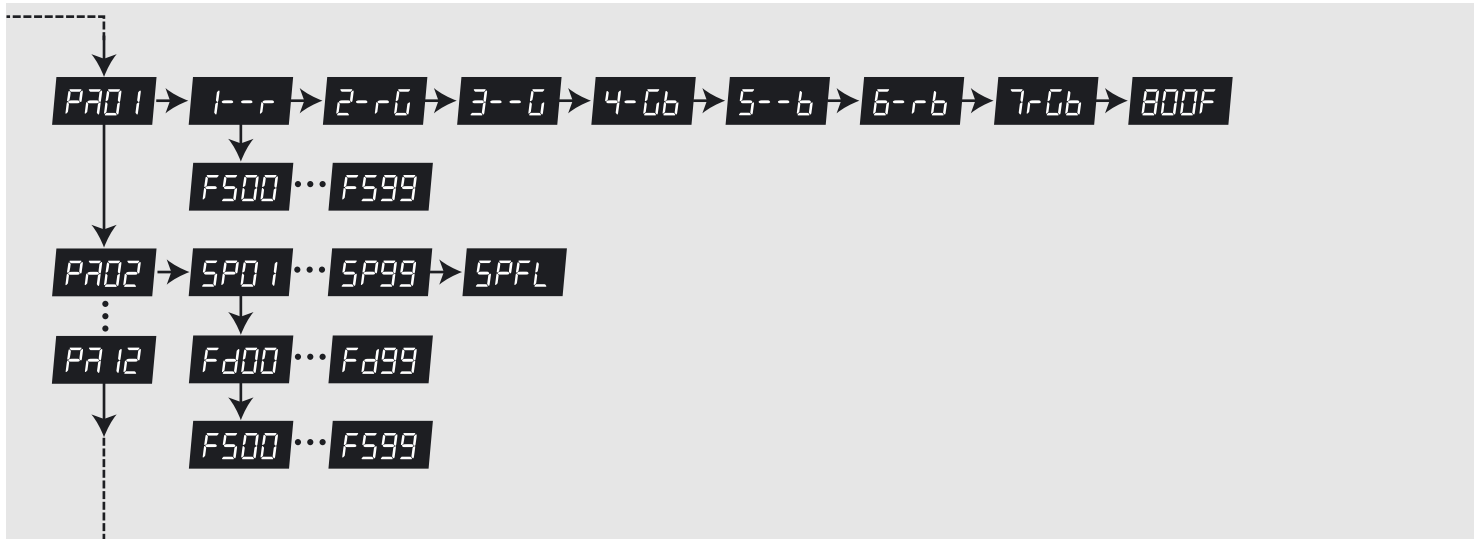 PA01 1--r 2-rG 3--G 4-Gb 5--b 6-rb 7rGb 8OOF
FS00 ••• FS99
PA02 SP01 ••• SP99 SPFL
PA12 Fd00 ••• Fd99
FS00 ••• FS99